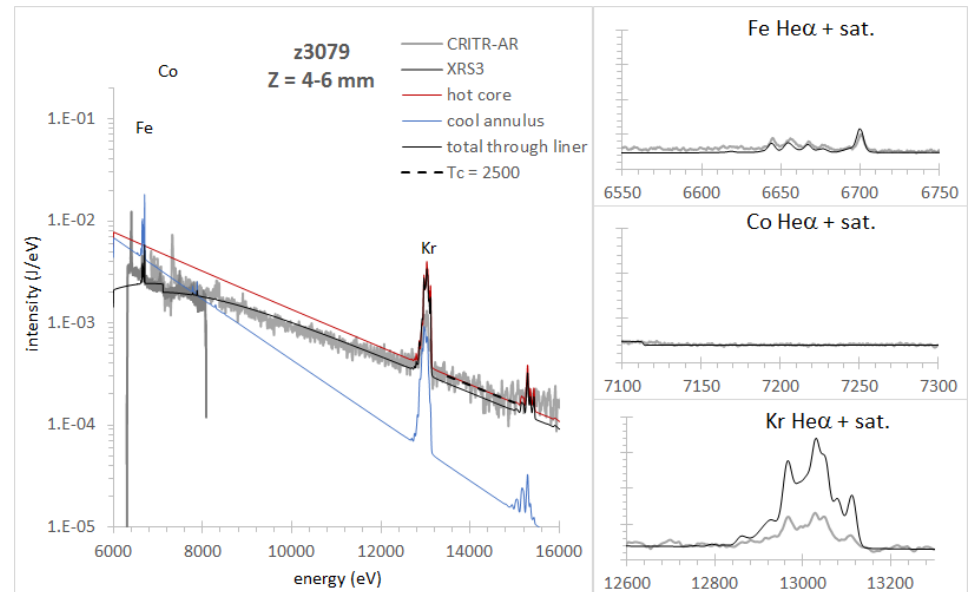 z3079
Z = 4-6 mm
Co
Fe
Kr
CRITR-AR
XRS3
hot core
cool annulus
total through liner
Tc = 2500
intensity (J/eV)
1.E-01
1.E-02
1.E-03
1.E-04
1.E-05
6000 8000 10000 12000 14000 16000
energy (eV)
Fe Heα + sat.
6550 6600 6650 6700 6750
Co Heα + sat.
7100 7150 7200 7250 7300
Kr Heα + sat.
12600 12800 13000 13200